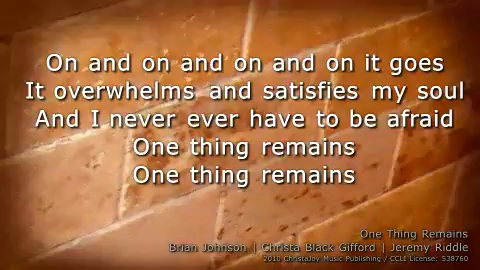 On and on and on and on it goes
It overwhelms and satisfies my soul
And I never ever have to be afraid
One thing remains
One thing remains
One Thing Remains
Brian Johnson | Christa Black Gifford | Jeremy Riddle
2010 ChristaJoy Music Publishing / CCLI License: 538760